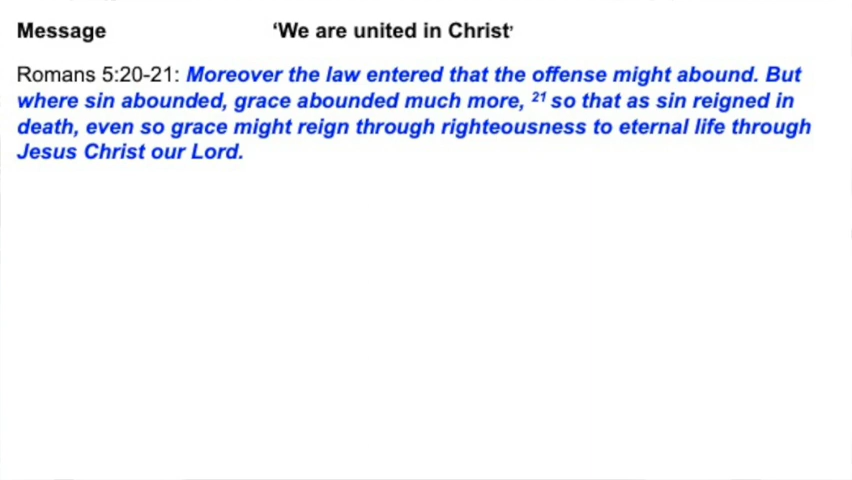 Message ‘We are united in Christ’
Romans 5:20-21: Moreover the law entered that the offense might abound. But
where sin abounded, grace abounded much more, ²¹ so that as sin reigned in
death, even so grace might reign through righteousness to eternal life through
Jesus Christ our Lord.